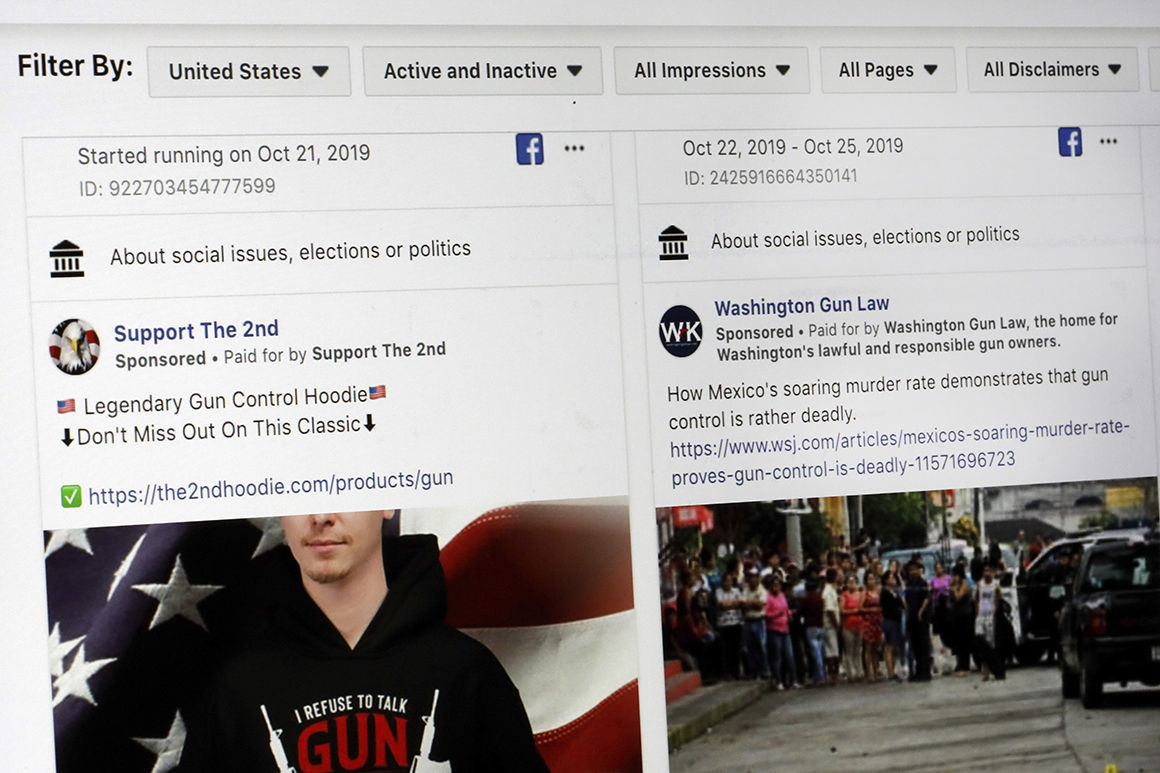 Filter By:
United States
Active and Inactive
All Impressions
All Pages
All Disclaimers
Started running on Oct 21, 2019
ID: 922703454777599
About social issues, elections or politics
Support The 2nd
Sponsored • Paid for by Support The 2nd
🇺🇸 Legendary Gun Control Hoodie🇺🇸
⬇Don't Miss Out On This Classic⬇
✅ https://the2ndhoodie.com/products/gun
I REFUSE TO TALK
GUN
Oct 22, 2019 - Oct 25, 2019
ID: 2425916664350141
About social issues, elections or politics
WK
Washington Gun Law
Sponsored • Paid for by Washington Gun Law, the home for
Washington's lawful and responsible gun owners.
How Mexico's soaring murder rate demonstrates that gun
control is rather deadly.
https://www.wsj.com/articles/mexicos-soaring-murder-rate-
proves-gun-control-is-deadly-11571696723